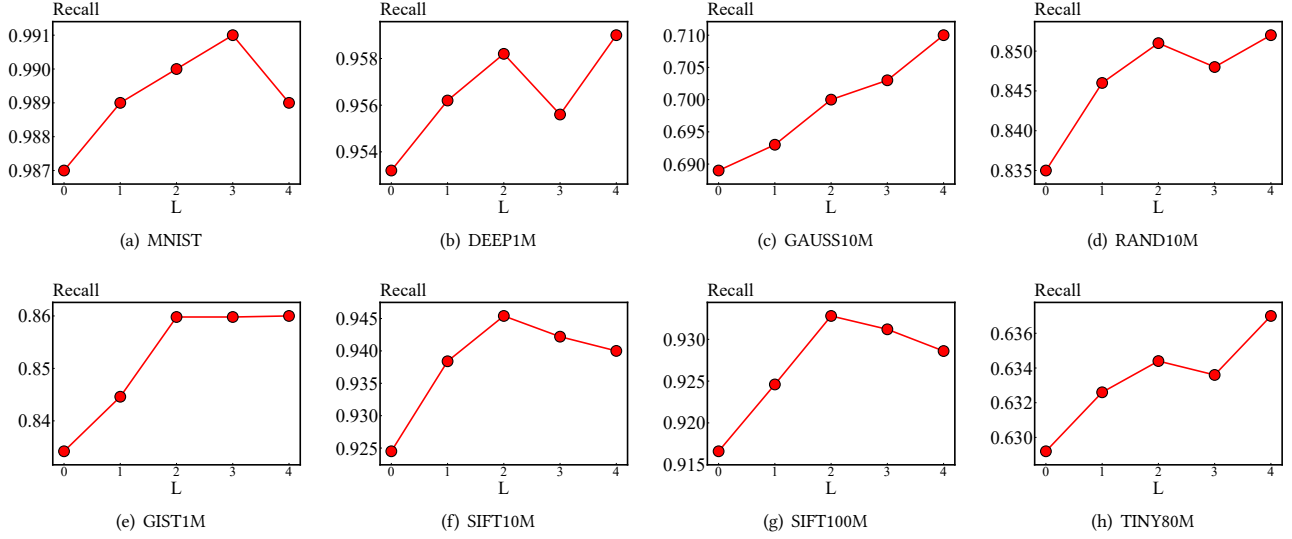 Recall
0.991
0.990
0.989
0.988
0.987
0 1 2 3 4
L
(a) MNIST
Recall
0.958
0.956
0.954
0 1 2 3 4
L
(b) DEEP1M
Recall
0.710
0.705
0.700
0.695
0.690
0 1 2 3 4
L
(c) GAUSS10M
Recall
0.850
0.845
0.840
0.835
0 1 2 3 4
L
(d) RAND10M
Recall
0.86
0.85
0.84
0 1 2 3 4
L
(e) GIST1M
Recall
0.945
0.940
0.935
0.930
0.925
0 1 2 3 4
L
(f) SIFT10M
Recall
0.930
0.925
0.920
0.915
0 1 2 3 4
L
(g) SIFT100M
Recall
0.636
0.634
0.632
0.630
0 1 2 3 4
L
(h) TINY80M